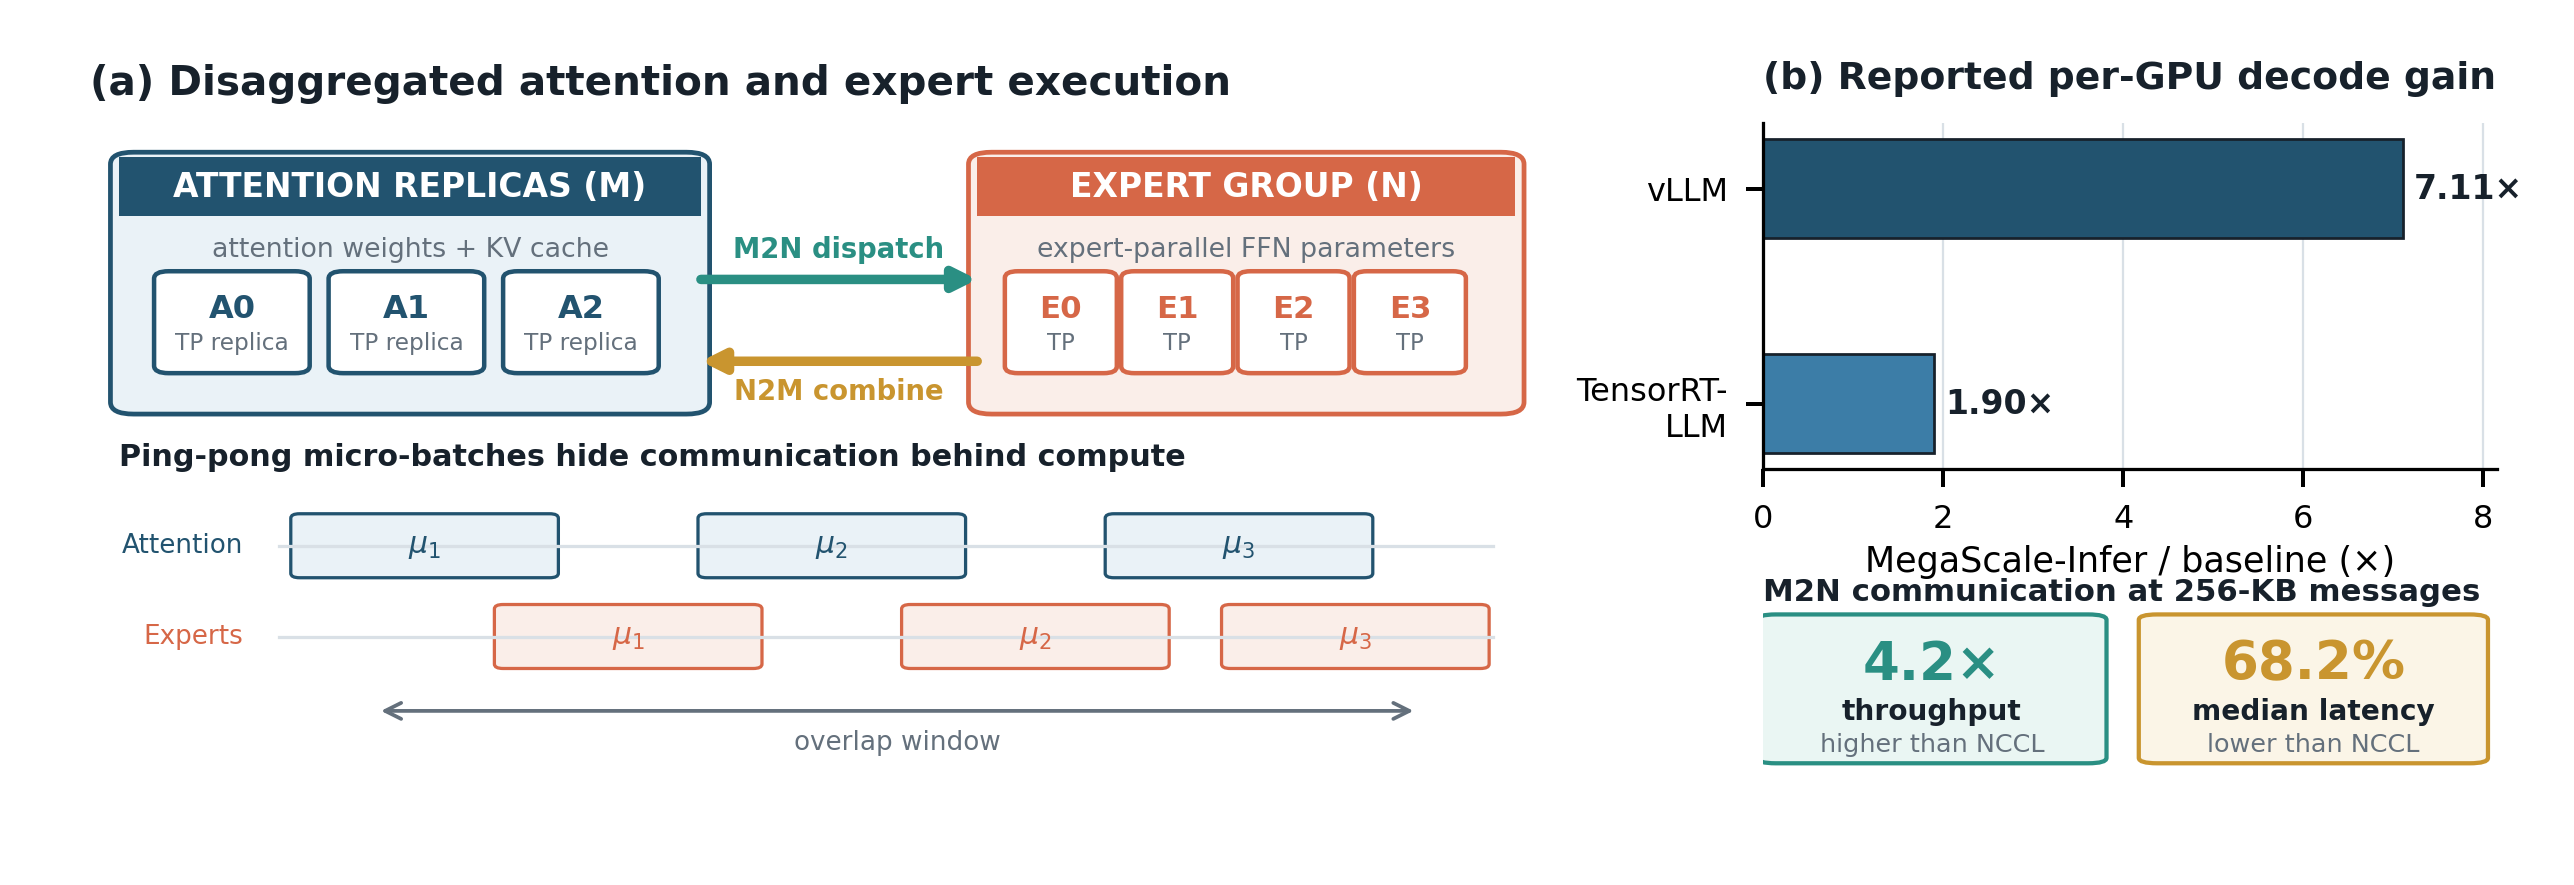 (a) Disaggregated attention and expert execution
ATTENTION REPLICAS (M)
attention weights + KV cache
A0
TP replica
A1
TP replica
A2
TP replica
M2N dispatch
N2M combine
EXPERT GROUP (N)
expert-parallel FFN parameters
E0
TP
E1
TP
E2
TP
E3
TP
Ping-pong micro-batches hide communication behind compute
Attention
μ1
μ2
μ3
Experts
μ1
μ2
μ3
overlap window
(b) Reported per-GPU decode gain
vLLM
7.11×
TensorRT-
LLM
1.90×
0 2 4 6 8
MegaScale-Infer / baseline (×)
M2N communication at 256-KB messages
4.2×
throughput
higher than NCCL
68.2%
median latency
lower than NCCL